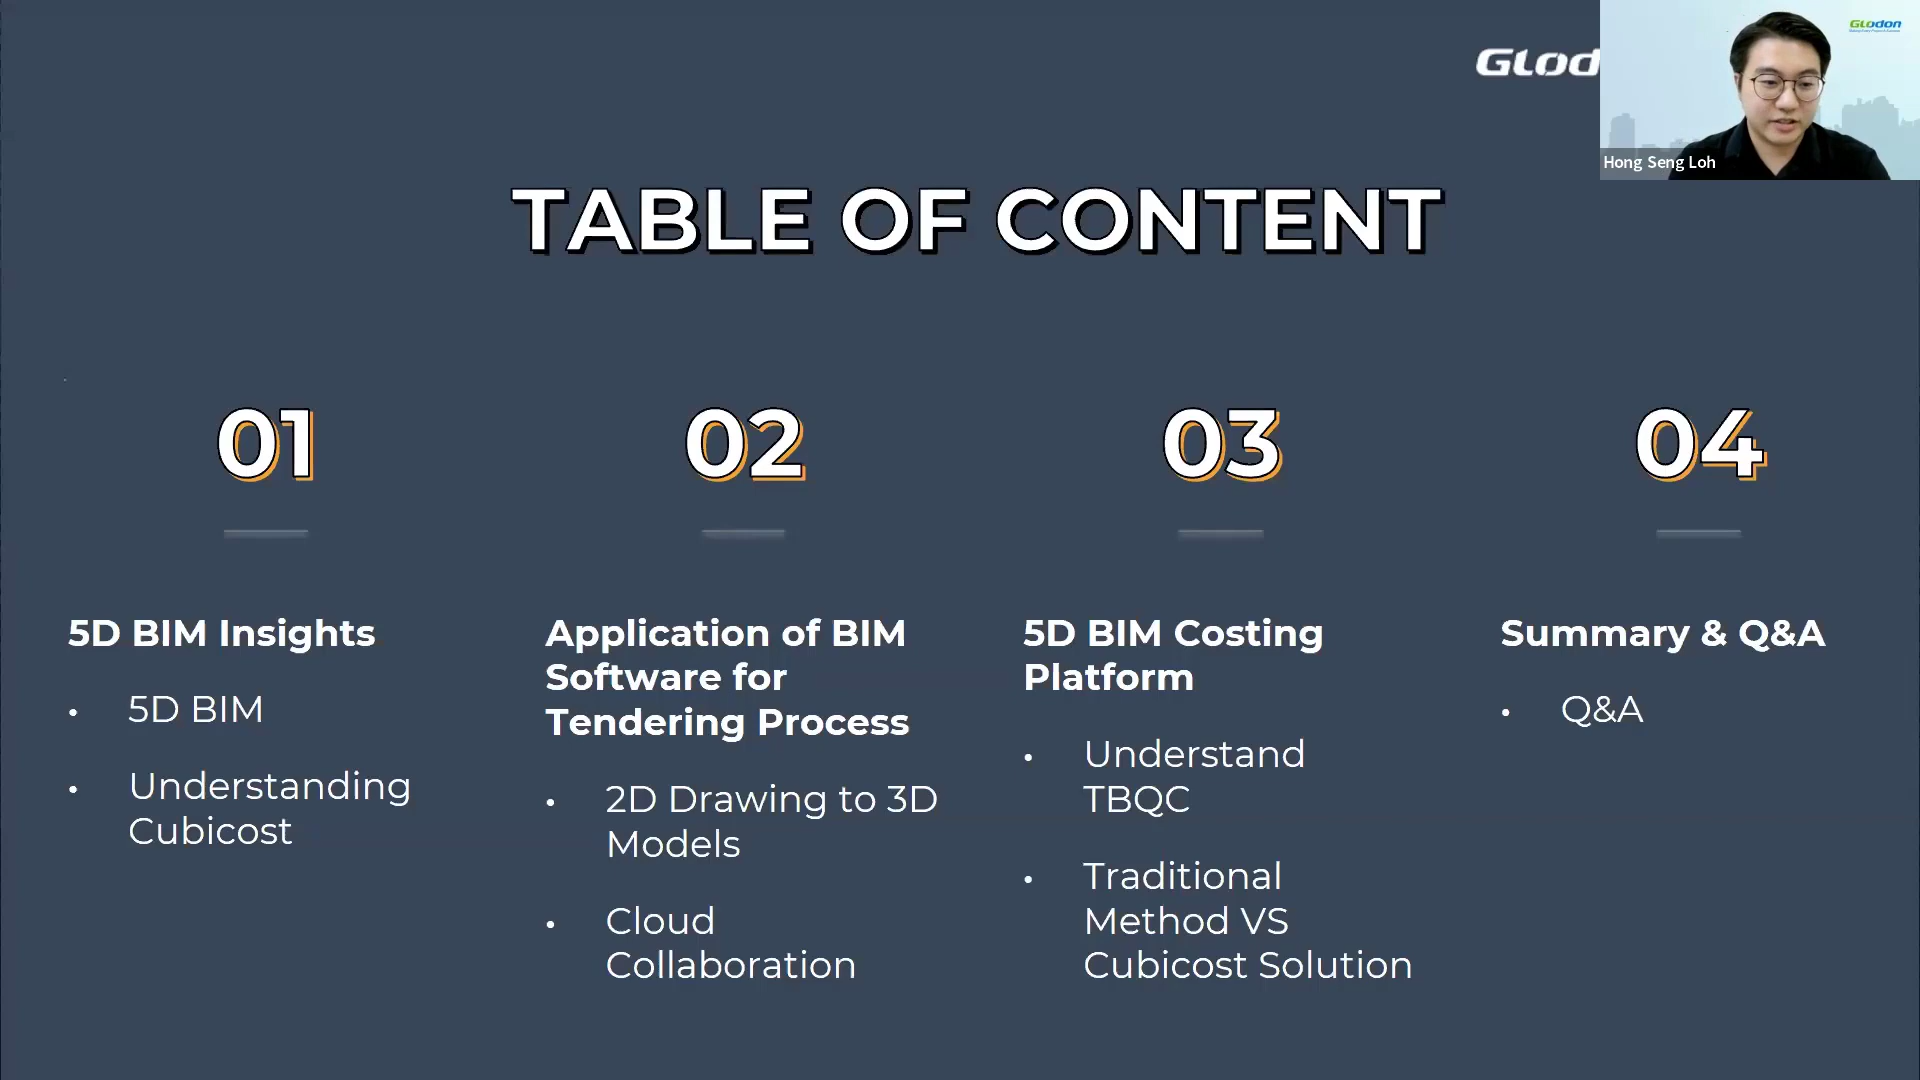 Glod
Glodon
Hong Seng Loh
TABLE OF CONTENT
01
5D BIM Insights
• 5D BIM
• Understanding
Cubicost
02
Application of BIM
Software for
Tendering Process
• 2D Drawing to 3D
Models
• Cloud
Collaboration
03
5D BIM Costing
Platform
• Understand
TBQC
• Traditional
Method VS
Cubicost Solution
04
Summary & Q&A
• Q&A